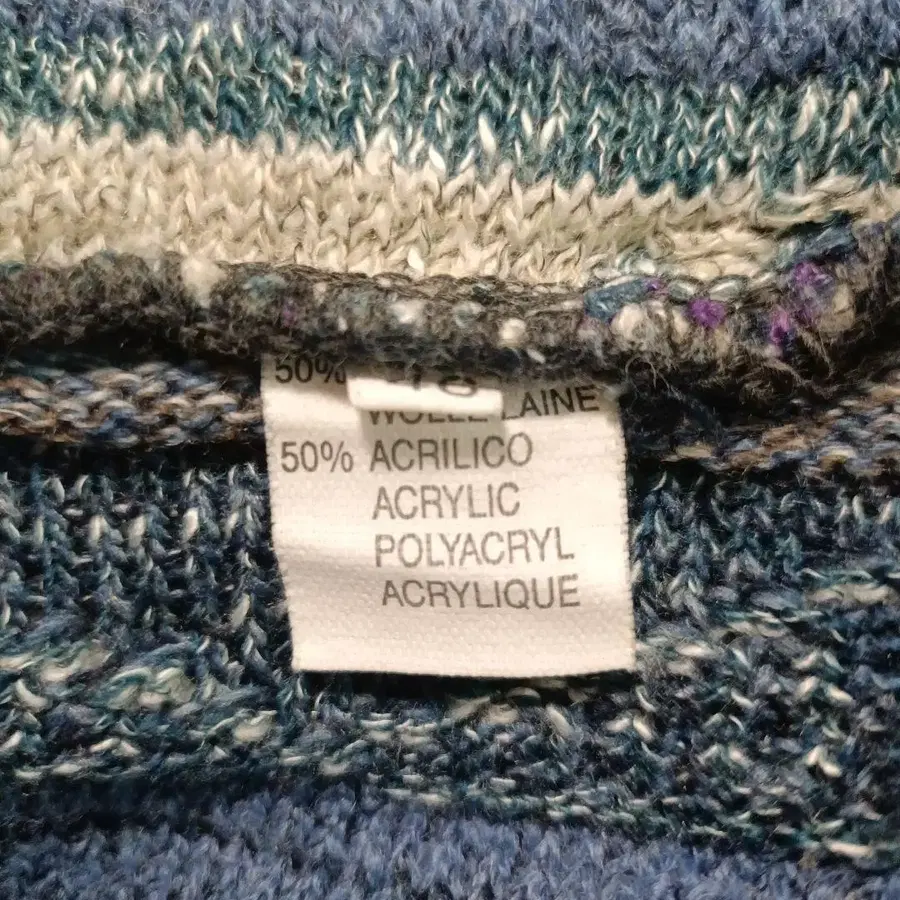 50%
WOLLE LAINE
50% ACRILICO
ACRYLIC
POLYACRYL
ACRYLIQUE